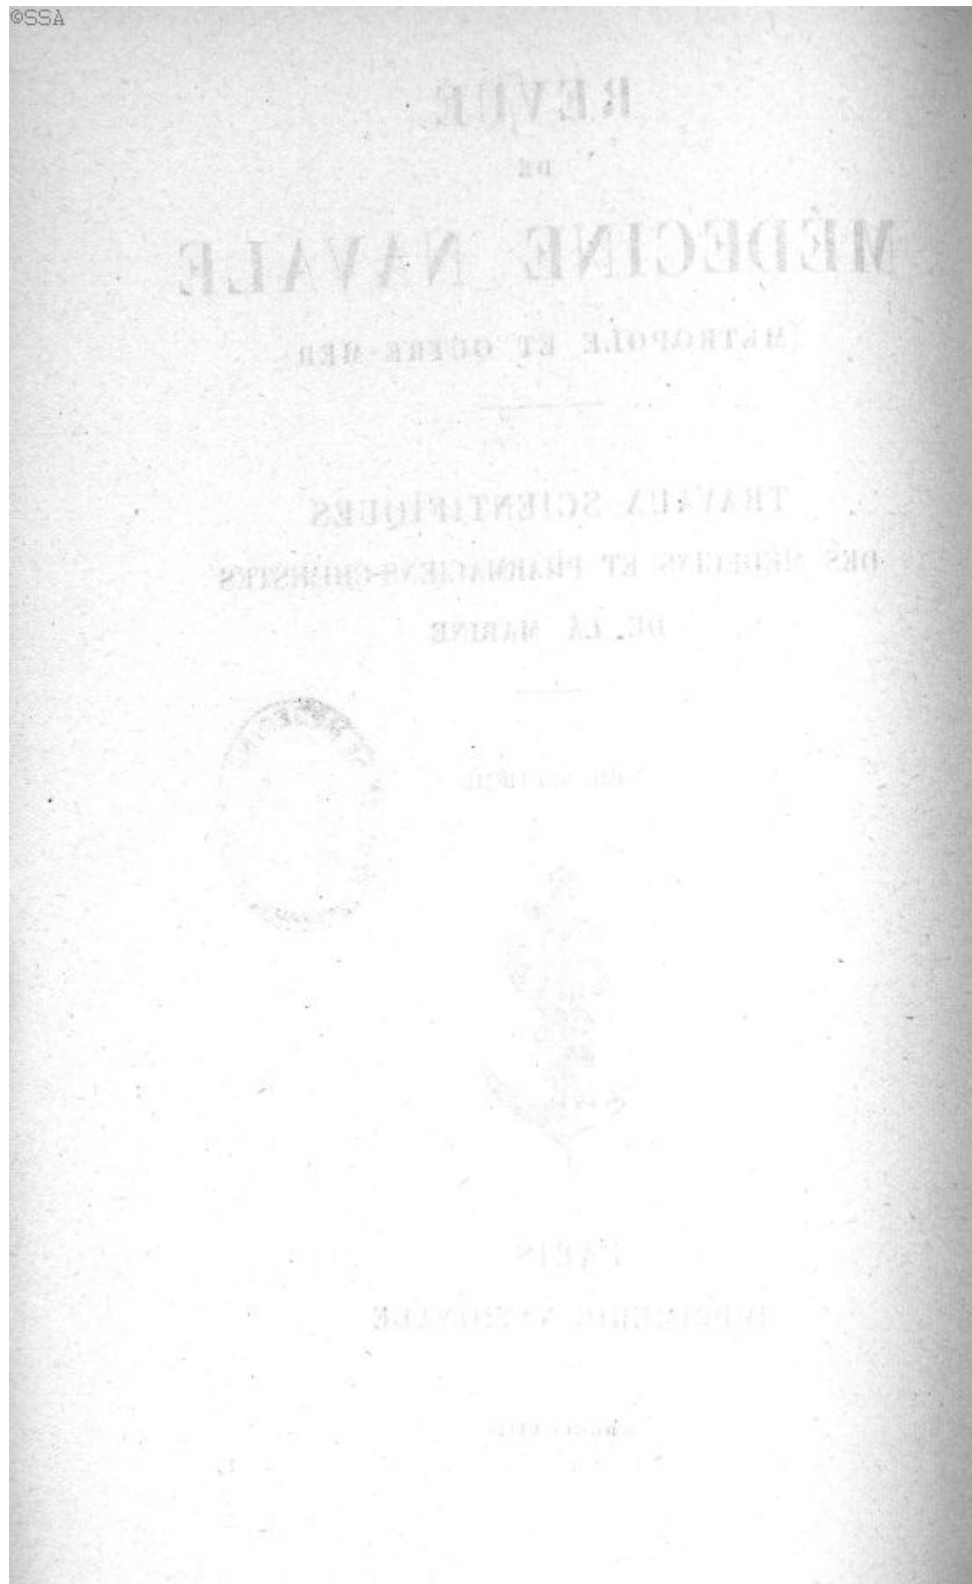 ©SSA
REVUE
DE
MÉDECINE NAVALE
(MÉTROPOLE ET OUTRE-MER
TRAVAUX SCIENTIFIQUES
DES MÉDECINS ET PHARMACIENS-CHIMISTES
DE LA MARINE
PARIS
IMPRIMERIE NATIONALE